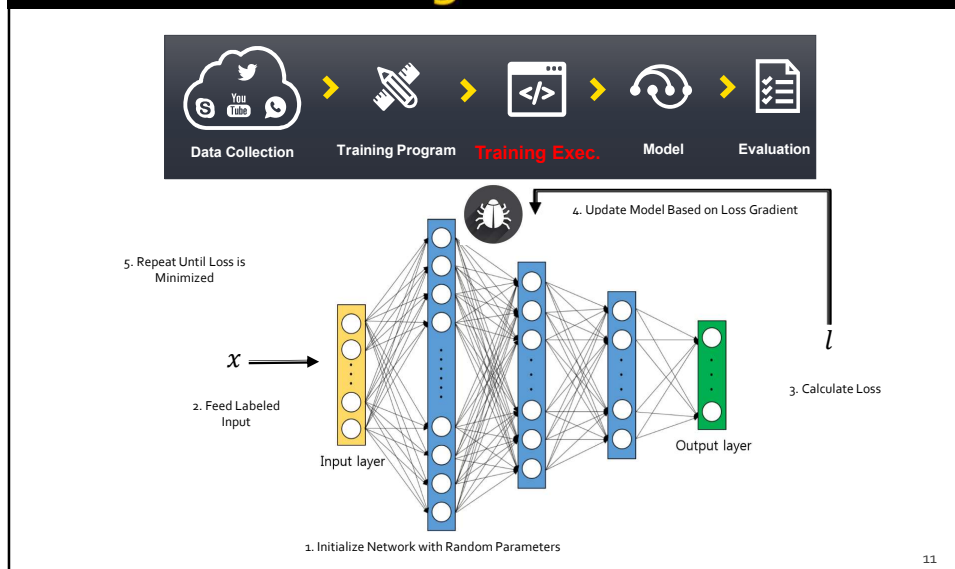 You
Tube
S
</>
Data Collection
Training Program
Training Exec.
Model
Evaluation
4. Update Model Based on Loss Gradient
5. Repeat Until Loss is
Minimized
x
l
2. Feed Labeled
Input
3. Calculate Loss
Input layer
Output layer
1. Initialize Network with Random Parameters
11